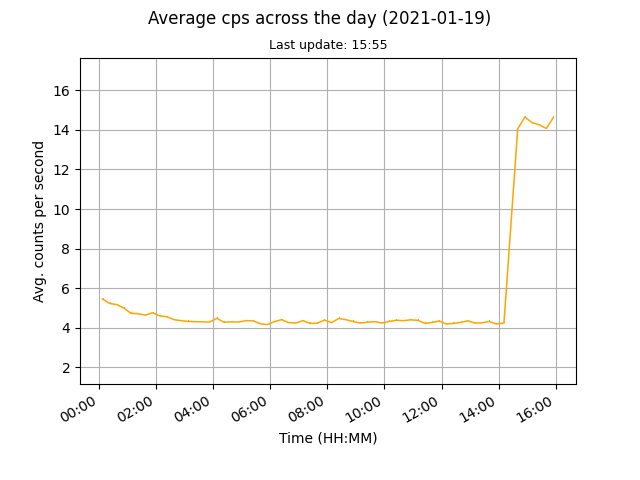 Average cps across the day (2021-01-19)
Last update: 15:55
Avg. counts per second
16
14
12
10
8
6
4
2
00:00 02:00 04:00 06:00 08:00 10:00 12:00 14:00 16:00
Time (HH:MM)